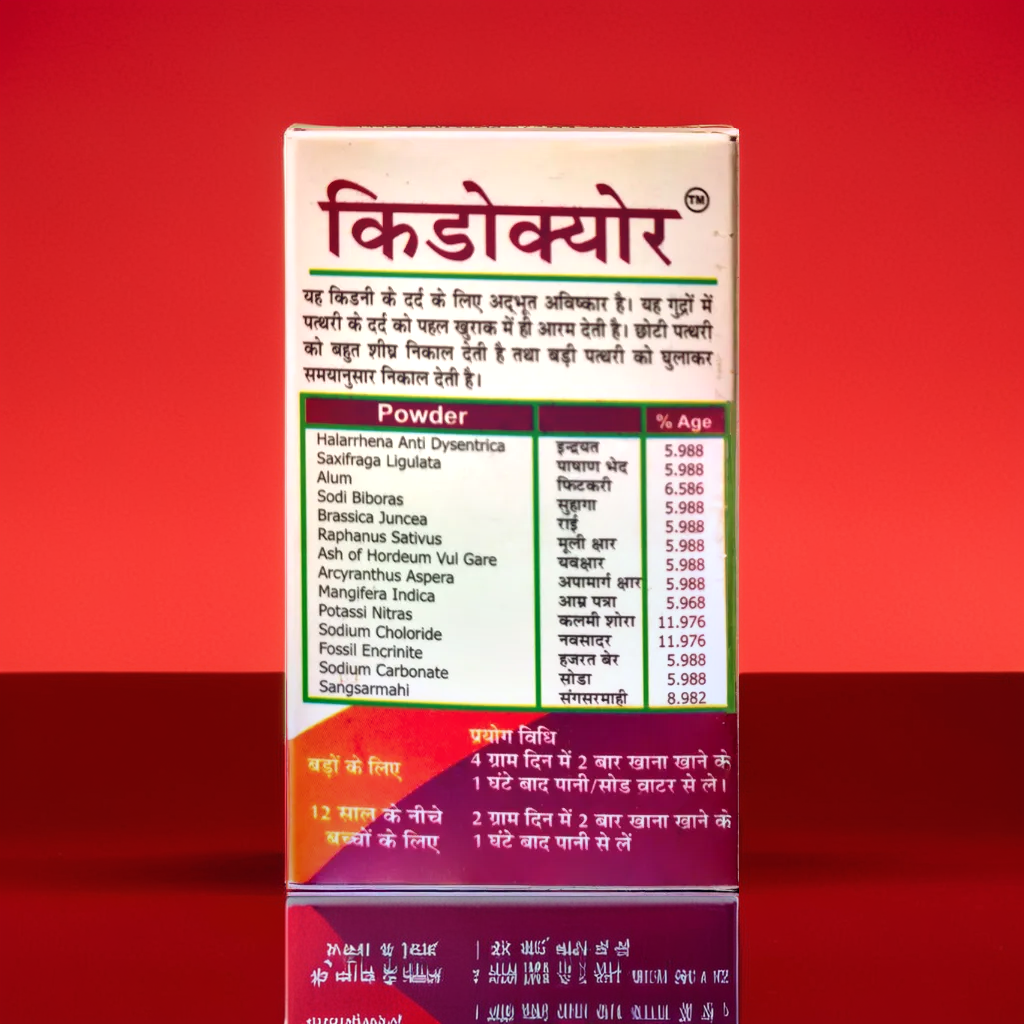 किडोक्योर TM
यह किडनी के दर्द के लिए अद्भूत अविष्कार है। यह गुद्रों में
पत्थरी के दर्द को पहल खुराक में ही आरम देती है। छोटी पत्थरी
को बहुत शीघ्र निकाल देती है तथा बड़ी पत्थरी को घुलाकर
समयानुसार निकाल देती है।
Powder % Age
Halarrhena Anti Dysentrica इन्द्रयत 5.988
Saxifraga Ligulata पाषाण भेद 5.988
Alum फिटकरी 6.586
Sodi Biboras सुहागा 5.988
Brassica Juncea राई 5.988
Raphanus Sativus मूली क्षार 5.988
Ash of Hordeum Vul Gare यवक्षार 5.988
Arcyranthus Aspera अपामार्ग क्षार 5.988
Mangifera Indica आम्र पत्रा 5.968
Potassi Nitras कलमी शोरा 11.976
Sodium Choloride नवसादर 11.976
Fossil Encrinite हजरत बेर 5.988
Sodium Carbonate सोडा 5.988
Sangsarmahi संगसरमाही 8.982
प्रयोग विधि
बड़ों के लिए 4 ग्राम दिन में 2 बार खाना खाने के
1 घंटे बाद पानी/सोड वाटर से ले।
12 साल के नीचे 2 ग्राम दिन में 2 बार खाना खाने के
बच्चों के लिए 1 घंटे बाद पानी से लें